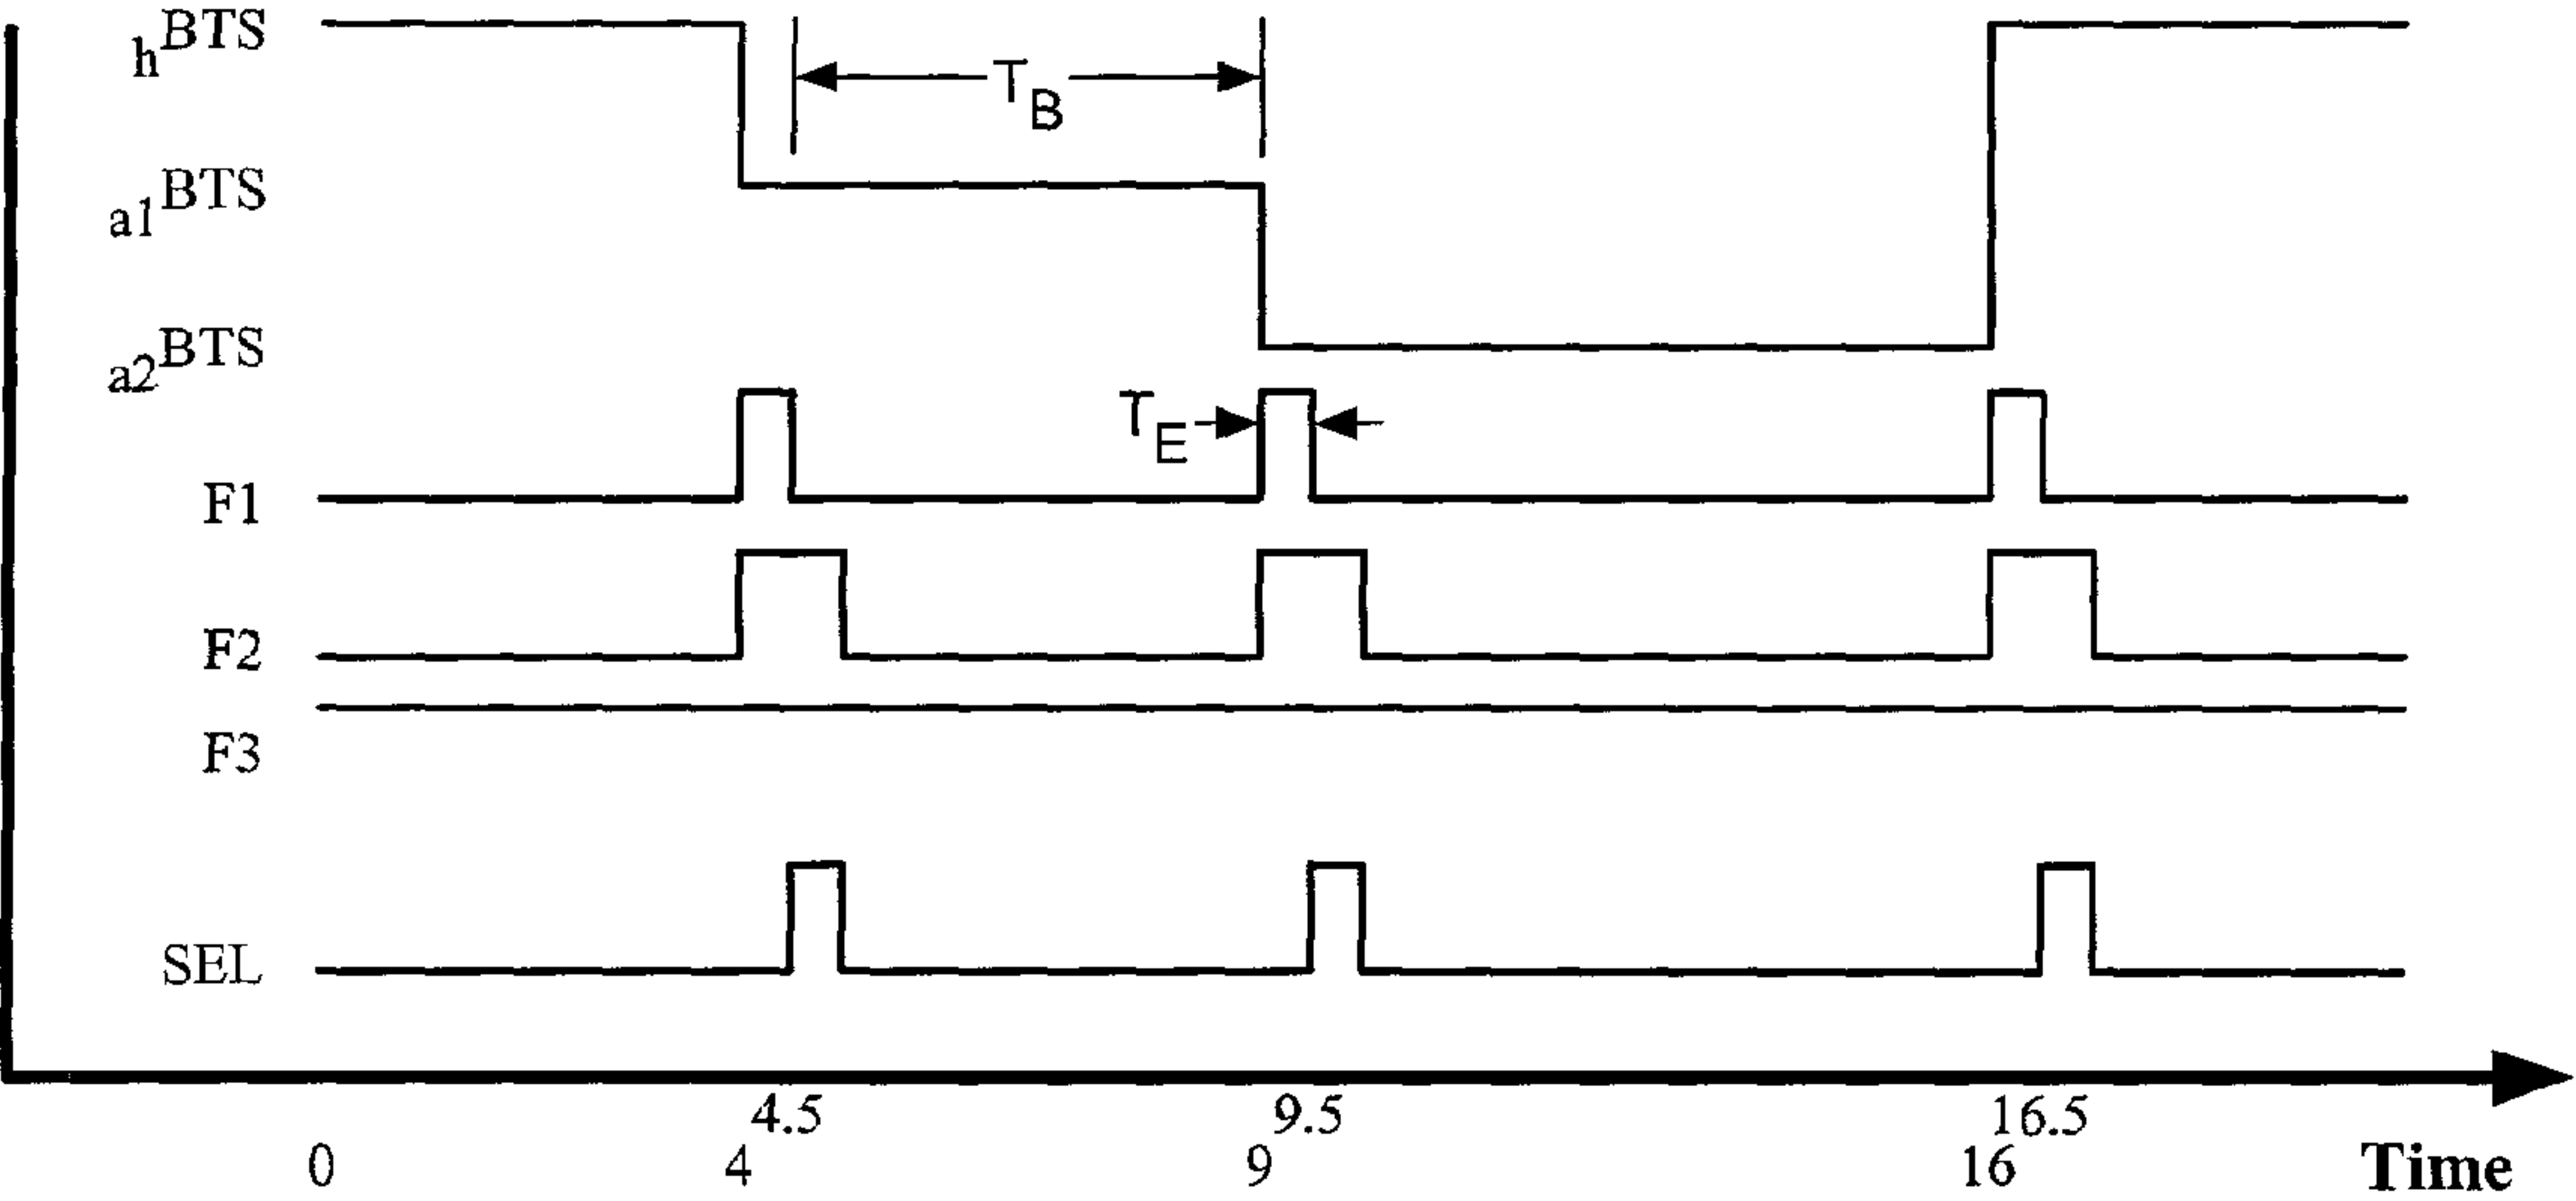 hBTS
TB
a1BTS
a2BTS
TE
F1
F2
F3
SEL
4.5 9.5 16.5
0 4 9 16 Time